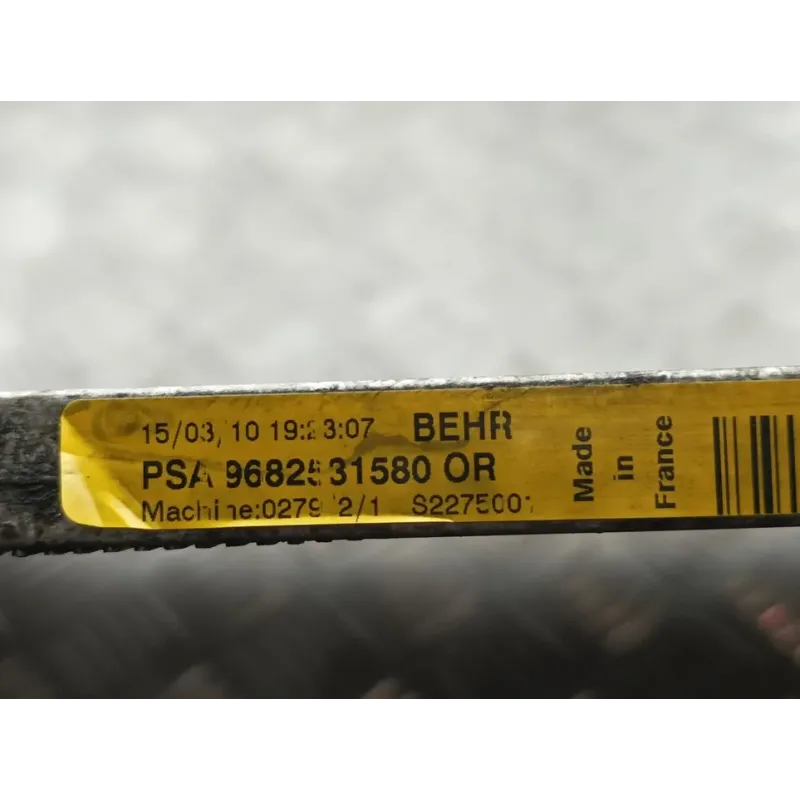 15/03/10 19:23:07 BEHR
PSA 9682531580 OR
Machine:0279 2/1 S2275001
Made
in
France